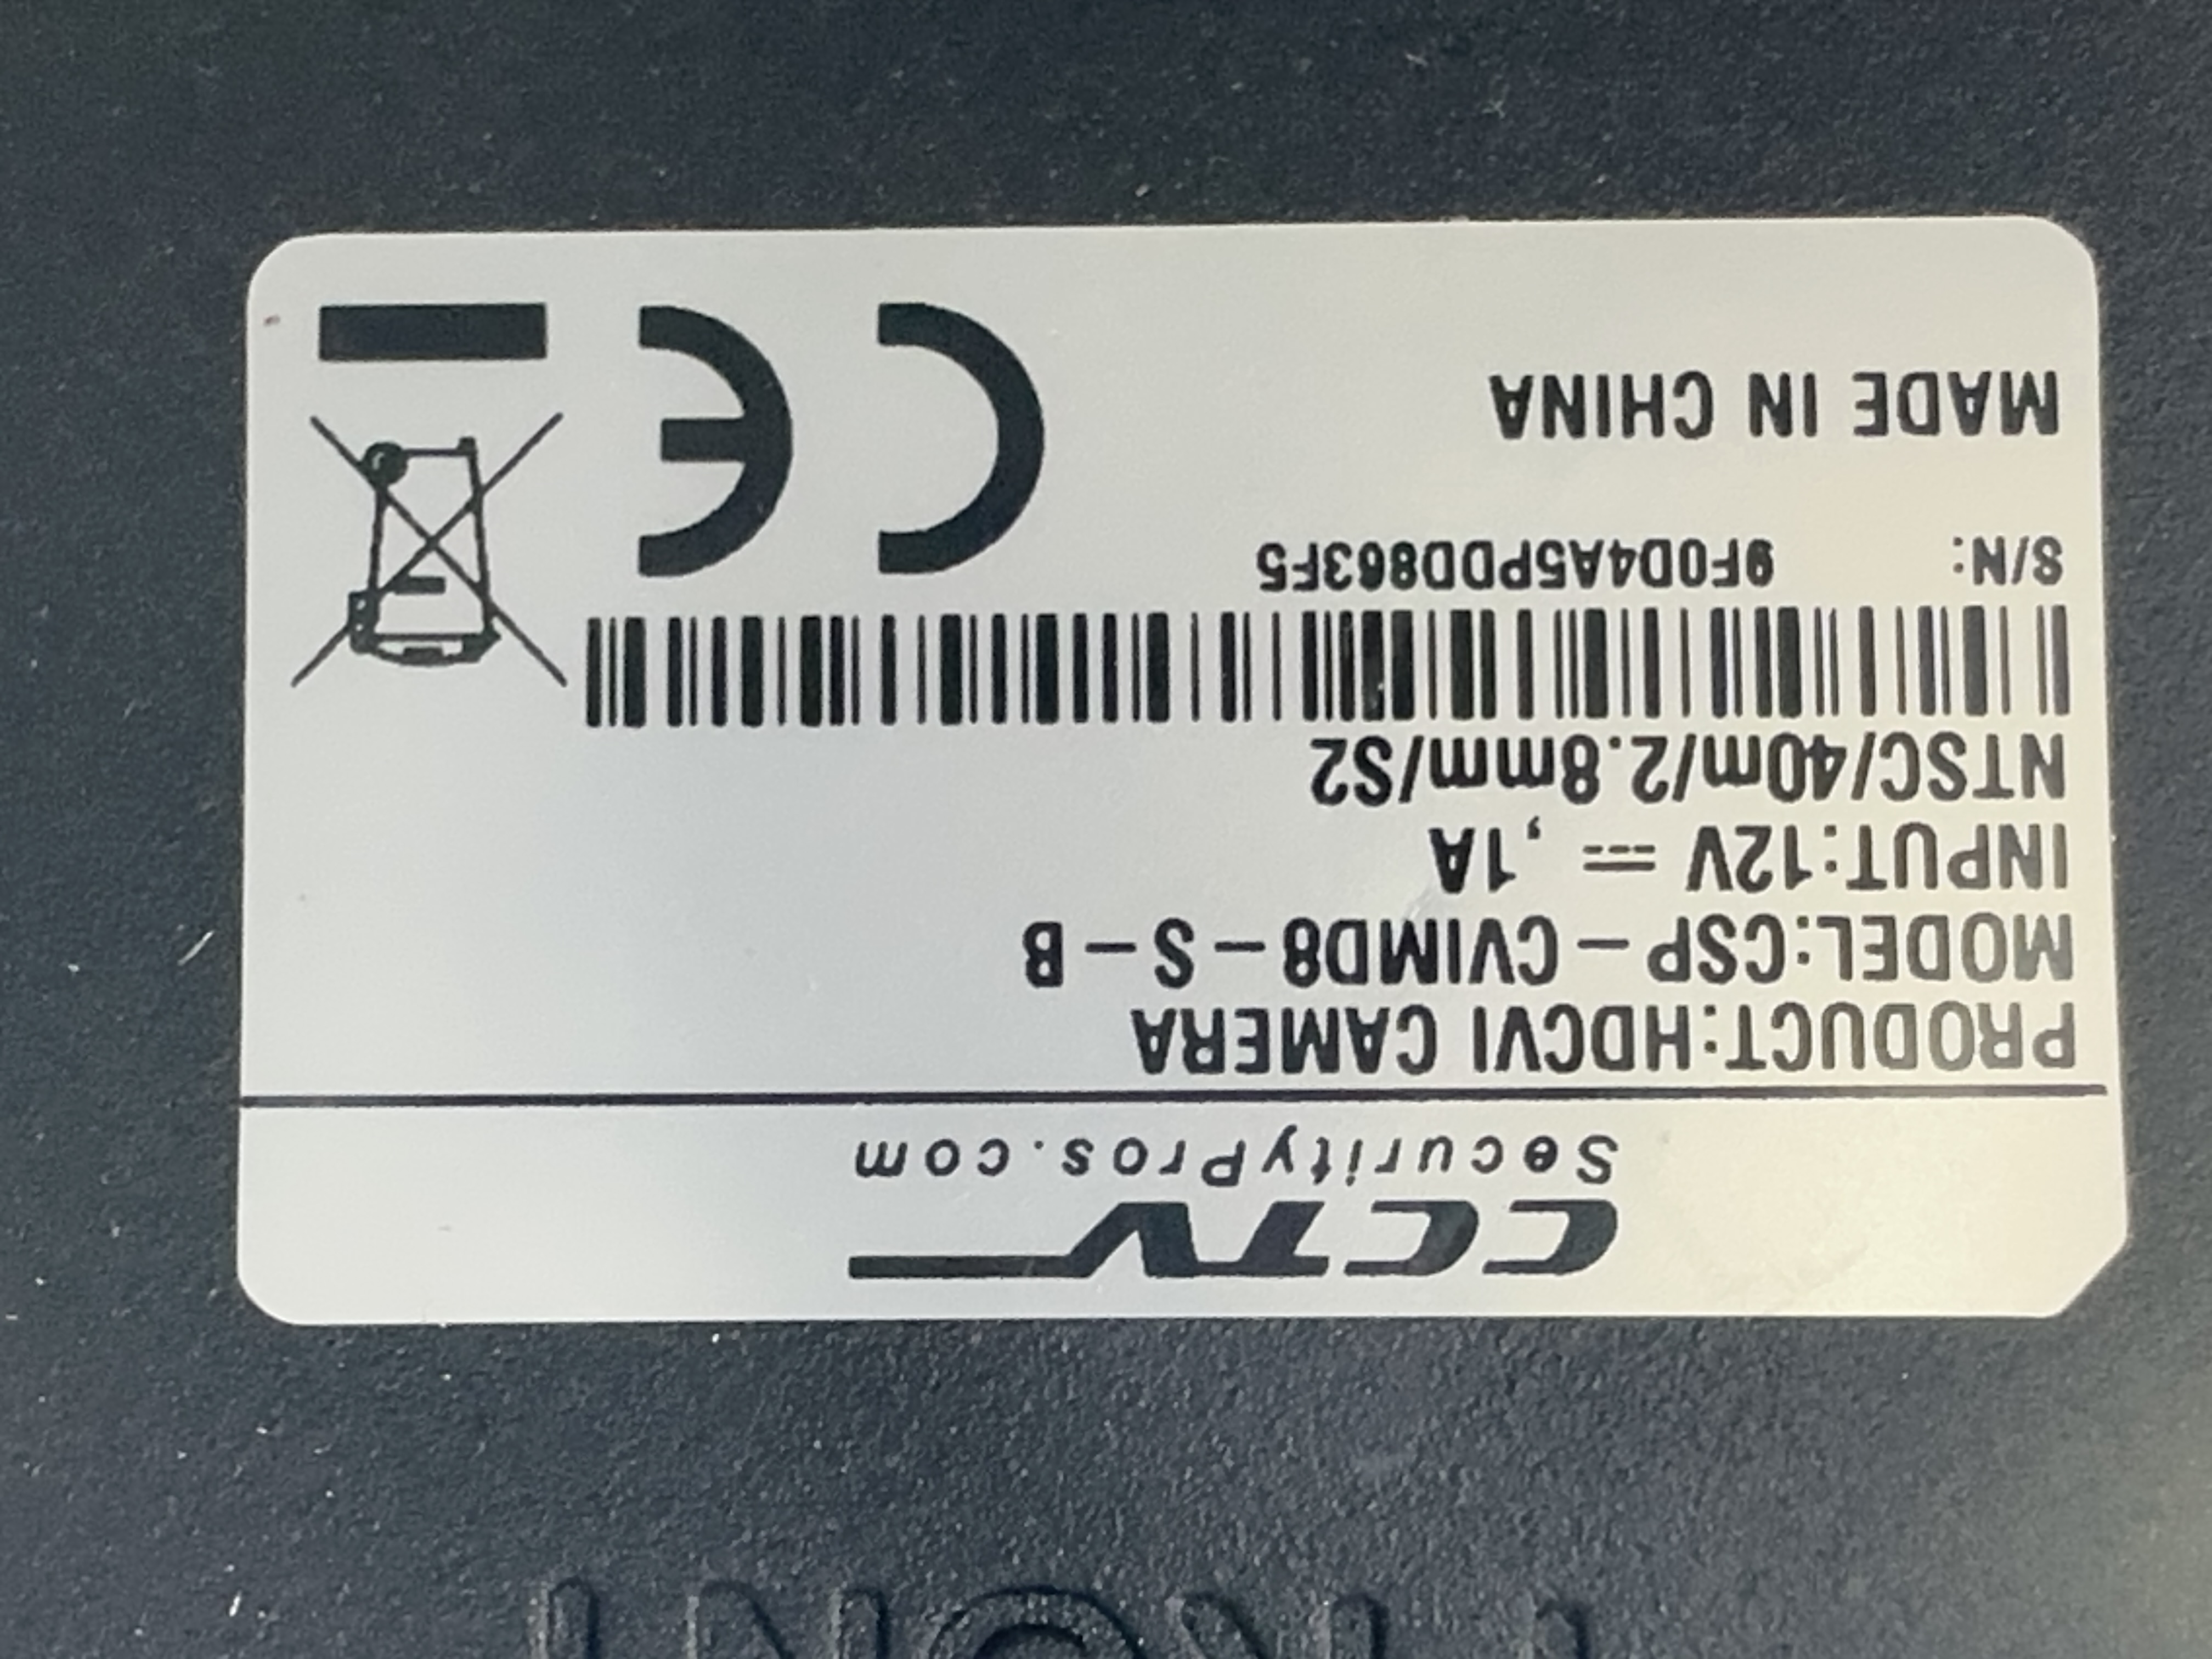 CCTV
SecurityPros.com
PRODUCT:HDCVI CAMERA
MODEL:CSP-CVIMD8-S-B
INPUT:12V ⎓ ,1A
NTSC/40m/2.8mm/S2
S/N: 9F0D4A5PDD863F5
MADE IN CHINA
CE
FRONT